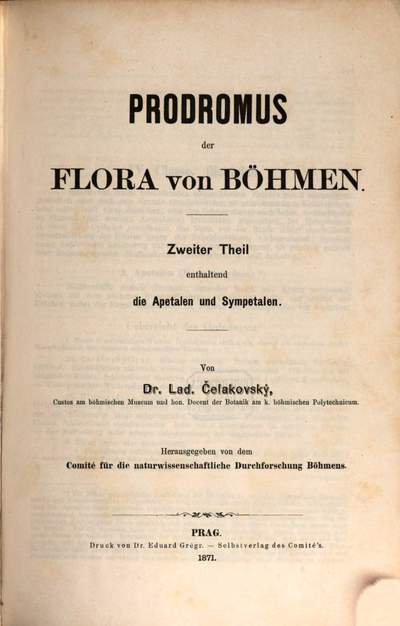 PRODROMUS
der
FLORA von BÖHMEN.
Zweiter Theil
enthaltend
die Apetalen und Sympetalen.
Von
Dr. Lad. Čelakovský,
Custos am böhmischen Museum und hon. Docent der Botanik am k. böhmischen Polytechnicum.
Herausgegeben von dem
Comité für die naturwissenschaftliche Durchforschung Böhmens.
PRAG.
Druck von Dr. Eduard Grégr. — Selbstverlag des Comité's.
1871.